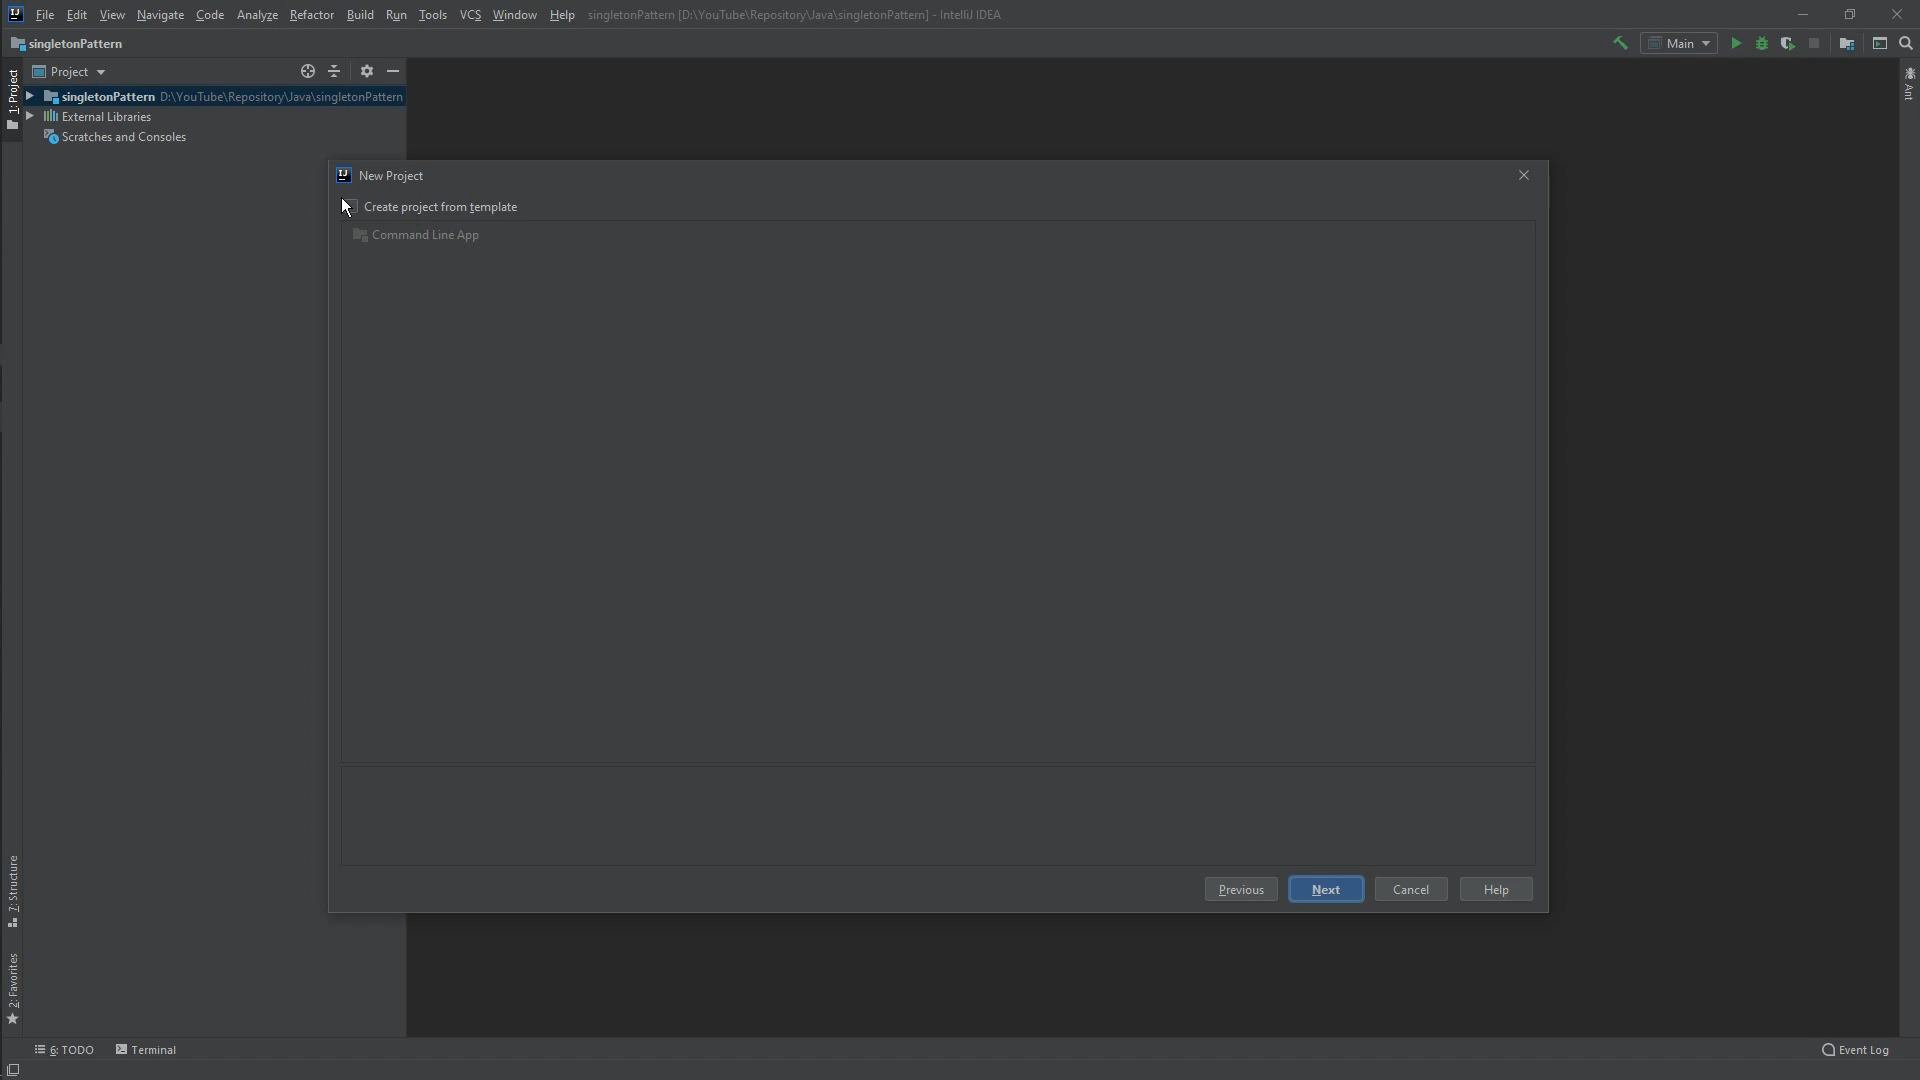 File Edit View Navigate Code Analyze Refactor Build Run Tools VCS Window Help singletonPattern [D:\YouTube\Repository\Java\singletonPattern] - IntelliJ IDEA
singletonPattern
Main
1: Project
Project
Ant
singletonPattern D:\YouTube\Repository\Java\singletonPattern
External Libraries
Scratches and Consoles
New Project
Create project from template
Command Line App
7: Structure
Previous Next Cancel Help
2: Favorites
6: TODO Terminal Event Log